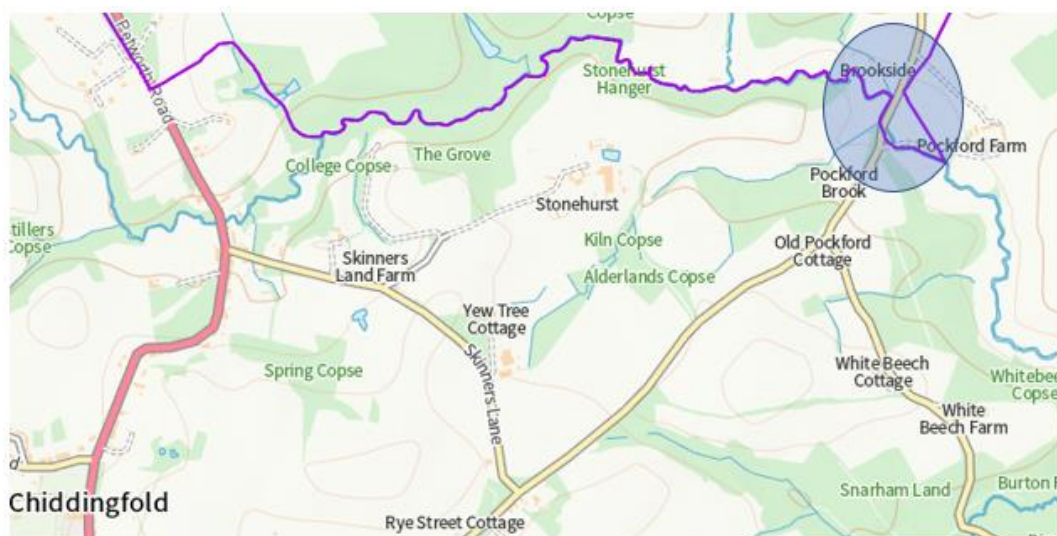 Copse
Petworth Road
Stonehurst
Hanger
Brookside
Pockford Farm
The Grove
College Copse
Pockford
Brook
Stonehurst
tillers
Copse
Kiln Copse
Old Pockford
Cottage
Skinners
Land Farm
Alderlands Copse
Yew Tree
Cottage
Skinners Lane
Spring Copse
White Beech
Cottage
Whitebee
Copse
White
Beech Farm
d
Chiddingfold
Snarham Land
Burton
Rye Street Cottage